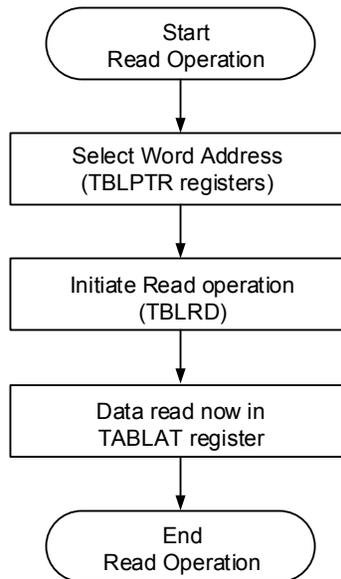 Start
Read Operation
Select Word Address
(TBLPTR registers)
Initiate Read operation
(TBLRD)
Data read now in
TABLAT register
End
Read Operation